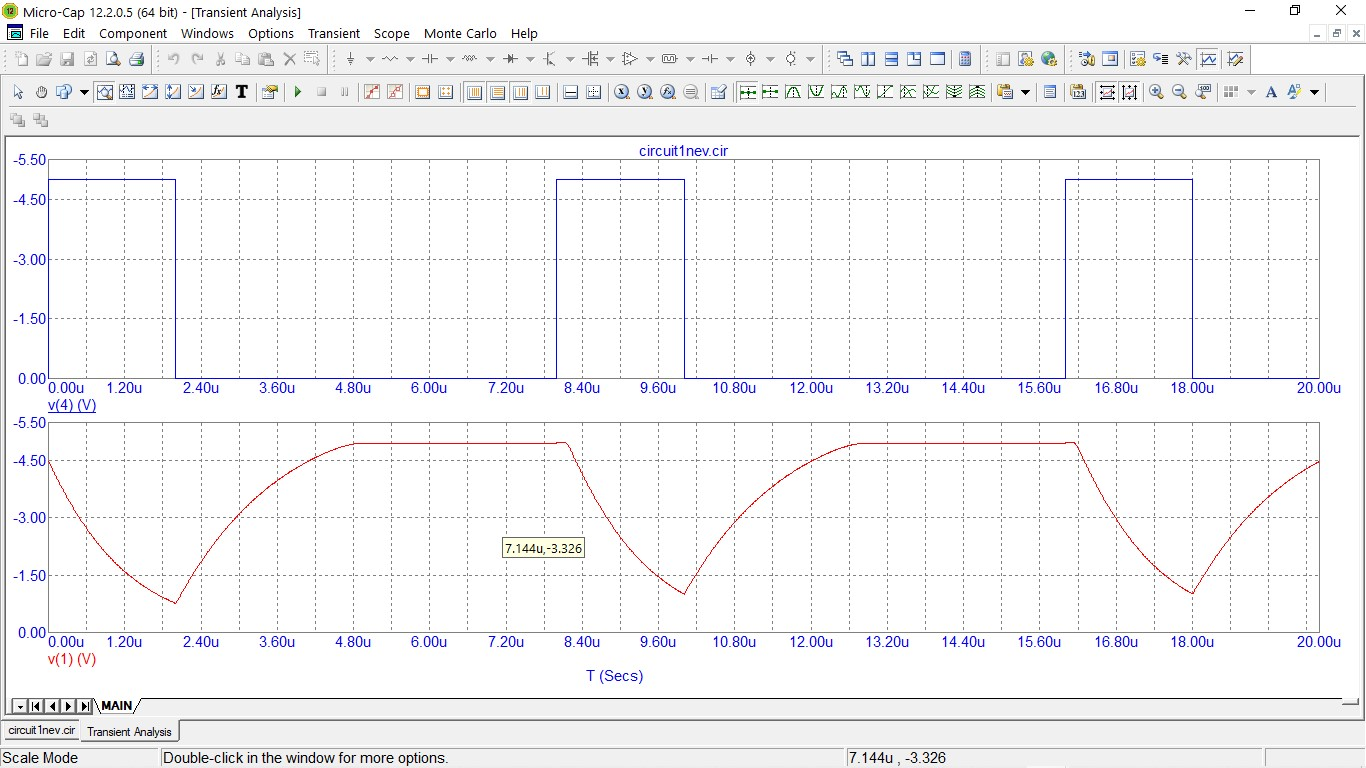 Micro-Cap 12.2.0.5 (64 bit) - [Transient Analysis]
File Edit Component Windows Options Transient Scope Monte Carlo Help
circuit1nev.cir
-5.50
-4.50
-3.00
-1.50
0.00
0.00u 1.20u 2.40u 3.60u 4.80u 6.00u 7.20u 8.40u 9.60u 10.80u 12.00u 13.20u 14.40u 15.60u 16.80u 18.00u 20.00u
v(4) (V)
-5.50
-4.50
-3.00
7.144u,-3.326
-1.50
0.00
0.00u 1.20u 2.40u 3.60u 4.80u 6.00u 7.20u 8.40u 9.60u 10.80u 12.00u 13.20u 14.40u 15.60u 16.80u 18.00u 20.00u
v(1) (V)
T (Secs)
MAIN
circuit1nev.cir Transient Analysis
Scale Mode Double-click in the window for more options. 7.144u , -3.326